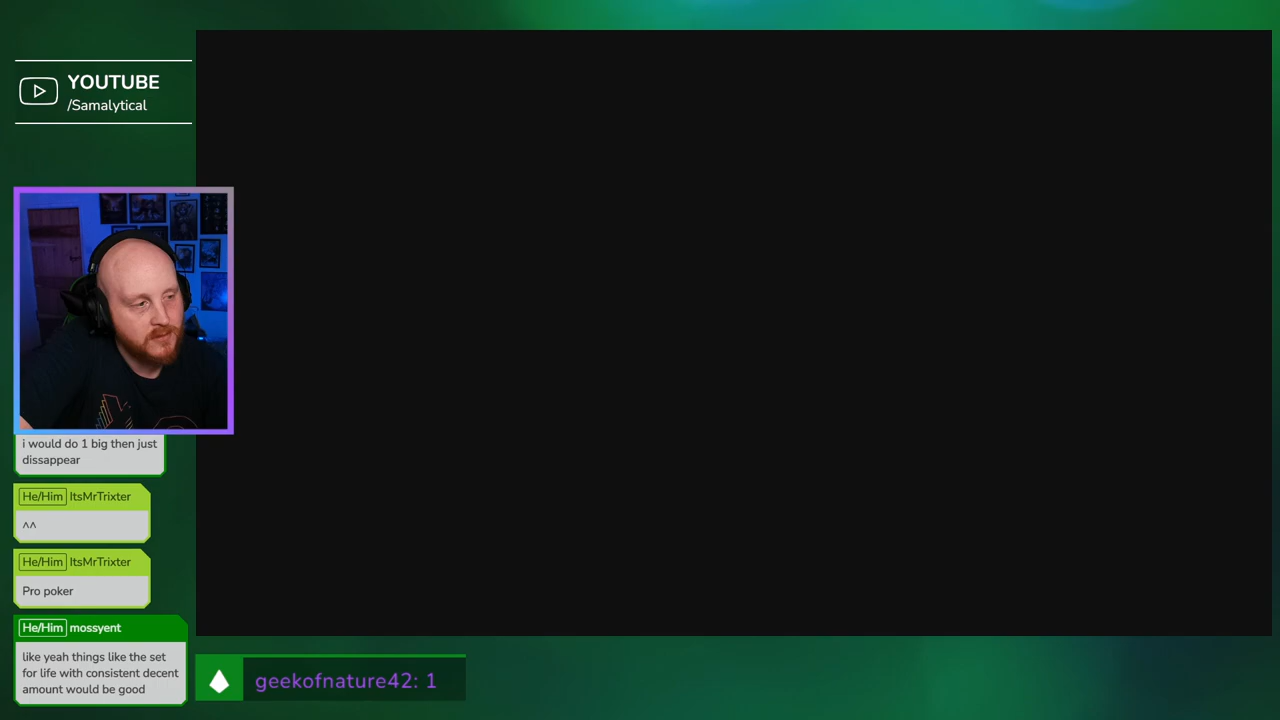 YOUTUBE
/Samalytical
i would do 1 big then just
dissappear
He/Him ItsMrTrixter
^^
He/Him ItsMrTrixter
Pro poker
He/Him mossyent
like yeah things like the set
for life with consistent decent
amount would be good
geekofnature42: 1